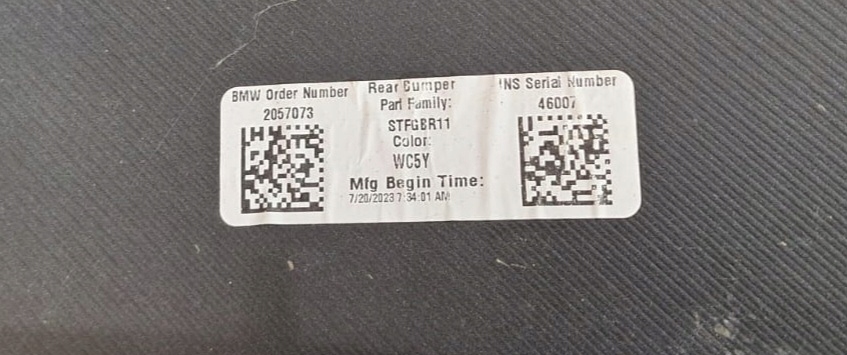 BMW Order Number
2057073
Rear Bumper
Part Family:
STFGBR11
Color:
WC5Y
Mfg Begin Time:
7/20/2023 7:34:01 AM
INS Serial Number
46007